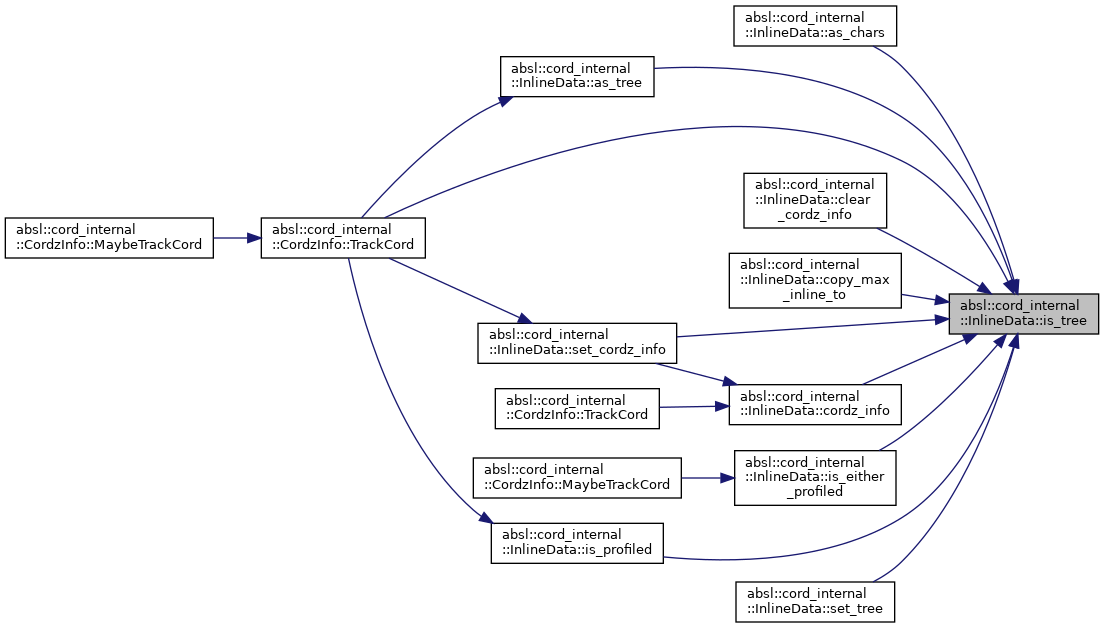 absl::cord_internal
::InlineData::as_chars
absl::cord_internal
::InlineData::as_tree
absl::cord_internal
::InlineData::clear
_cordz_info
absl::cord_internal
::CordzInfo::MaybeTrackCord
absl::cord_internal
::CordzInfo::TrackCord
absl::cord_internal
::InlineData::copy_max
_inline_to
absl::cord_internal
::InlineData::is_tree
absl::cord_internal
::InlineData::set_cordz_info
absl::cord_internal
::CordzInfo::TrackCord
absl::cord_internal
::InlineData::cordz_info
absl::cord_internal
::CordzInfo::MaybeTrackCord
absl::cord_internal
::InlineData::is_either
_profiled
absl::cord_internal
::InlineData::is_profiled
absl::cord_internal
::InlineData::set_tree